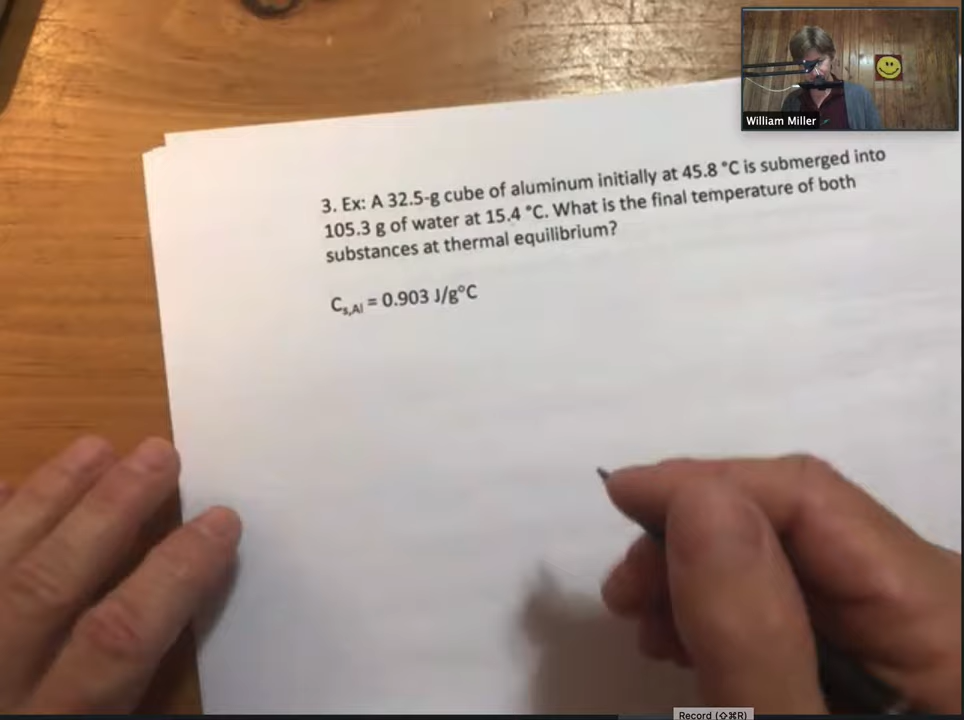 William Miller
3. Ex: A 32.5-g cube of aluminum initially at 45.8 °C is submerged into
105.3 g of water at 15.4 °C. What is the final temperature of both
substances at thermal equilibrium?
Cs,Al = 0.903 J/g°C
Record (⇧⌘R)